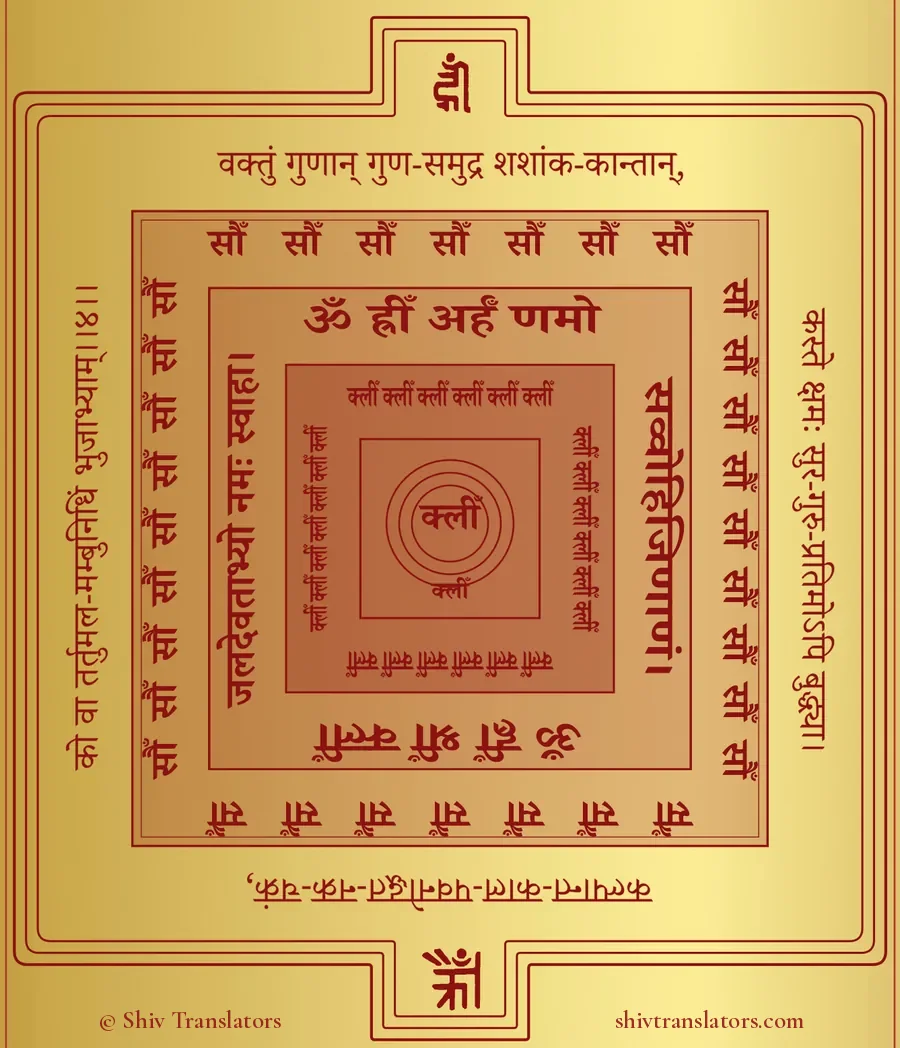 वक्तुं गुणान् गुण-समुद्र शशांक-कान्तान्,
कस्ते क्षमः सुर-गुरु-प्रतिमोऽपि बुद्ध्या।
कल्पान्त-काल-पवनोद्धत-नक्र-चक्रं,
को वा तर्तुमल-मम्बुनिधिं भुजाभ्याम्।।४।।
सौँ सौँ सौँ सौँ सौँ सौँ सौँ
सौँ सौँ सौँ सौँ सौँ सौँ सौँ सौँ सौँ
सौँ सौँ सौँ सौँ सौँ सौँ सौँ
सौँ सौँ सौँ सौँ सौँ सौँ सौँ सौँ सौँ
ॐ ह्रीँ अर्हँ णमो
सव्वोहिजिणाणं।
ॐ ह्रीँ श्रीँ क्लीँ
जलदेवताभ्यो नमः स्वाहा।
क्लीँ क्लीँ क्लीँ क्लीँ क्लीँ क्लीँ
क्लीँ क्लीँ क्लीँ क्लीँ क्लीँ क्लीँ
क्लीँ क्लीँ क्लीँ क्लीँ क्लीँ क्लीँ
क्लीँ क्लीँ क्लीँ क्लीँ क्लीँ क्लीँ
क्लीँ
क्लीँ
© Shiv Translators
shivtranslators.com